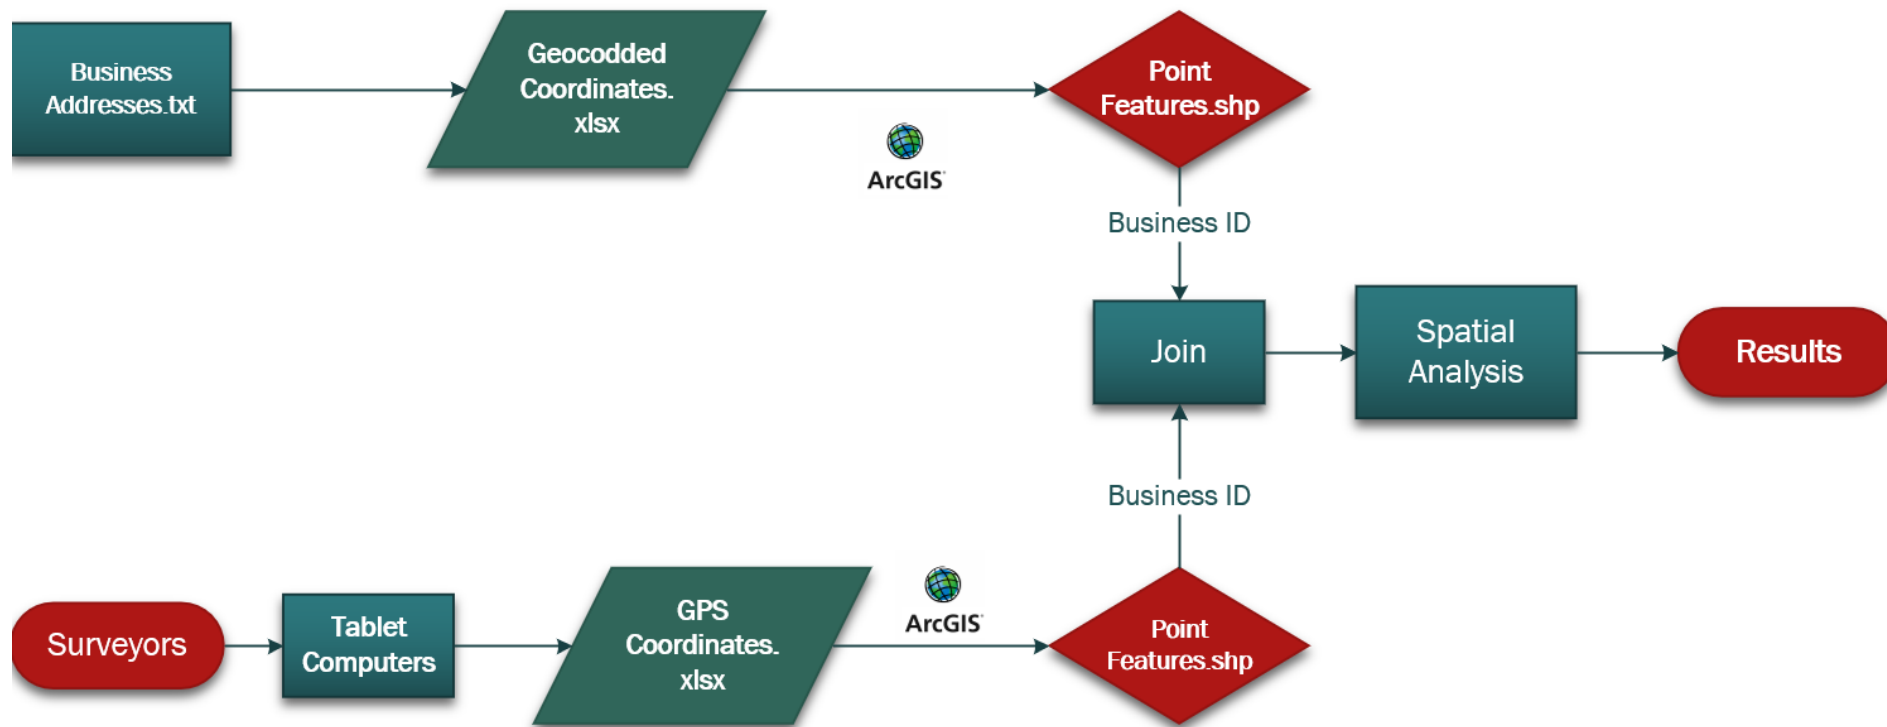 Business
Addresses.txt
Geocodded
Coordinates.
xlsx
ArcGIS
Point
Features.shp
Business ID
Join
Spatial
Analysis
Results
Business ID
Surveyors
Tablet
Computers
GPS
Coordinates.
xlsx
ArcGIS
Point
Features.shp